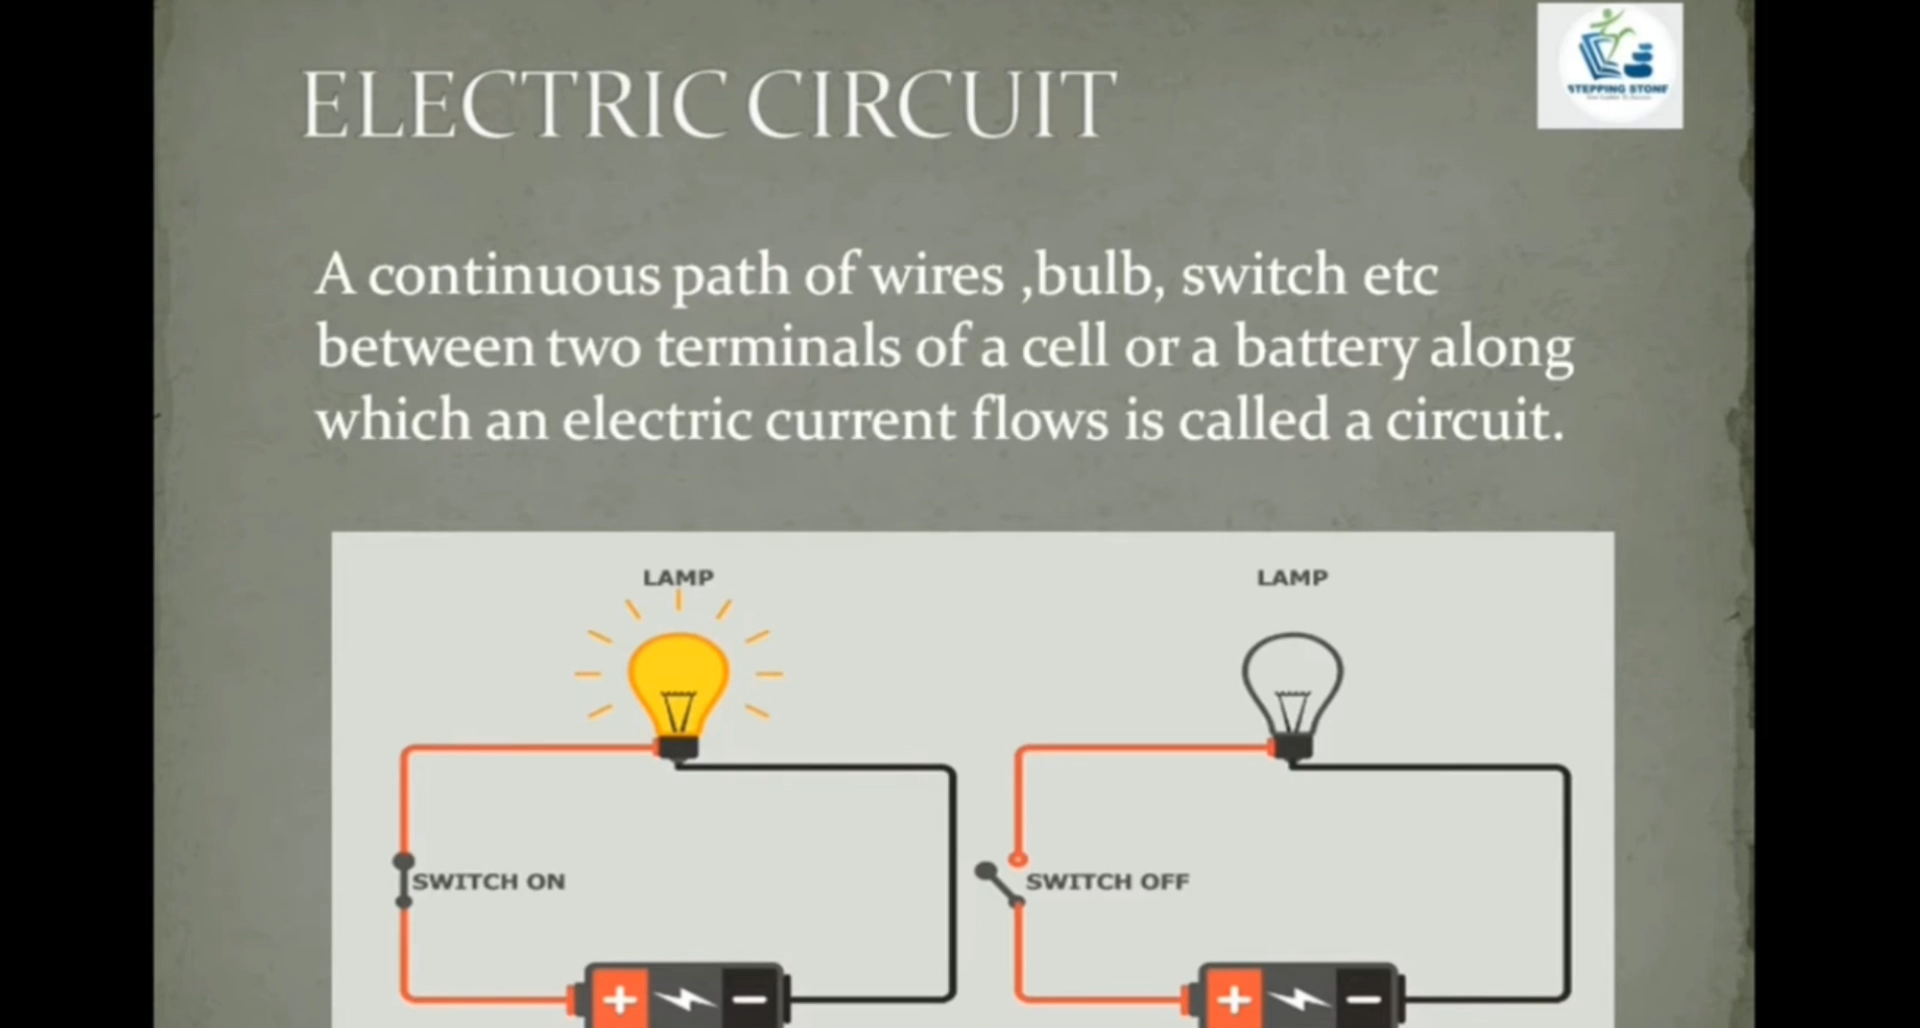 STEPPING STONE
ELECTRIC CIRCUIT
A continuous path of wires ,bulb, switch etc
between two terminals of a cell or a battery along
which an electric current flows is called a circuit.
LAMP
LAMP
SWITCH ON
SWITCH OFF
+ −
+ −